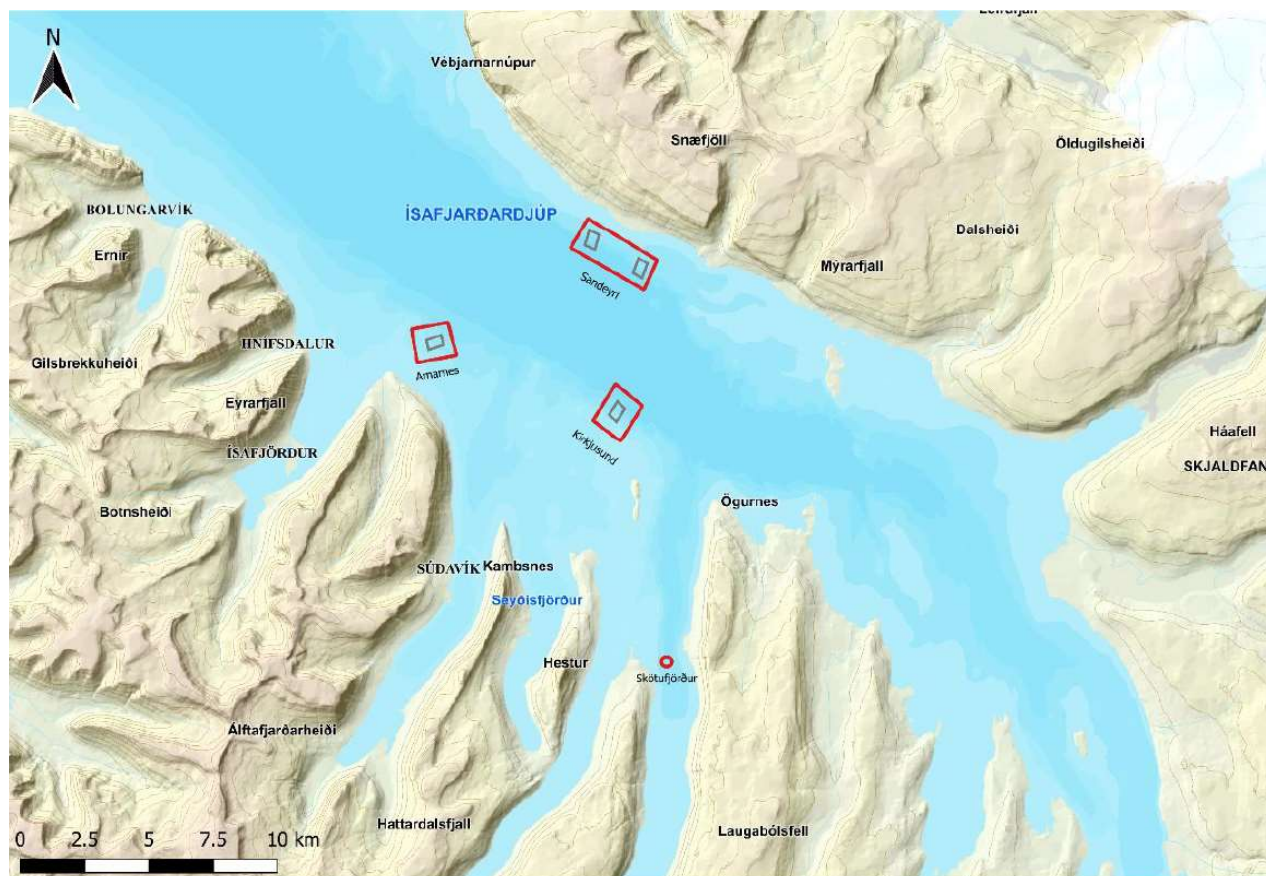 N
Vébjarnarnúpur
Snæfjöll
Öldugilsheiði
BOLUNGARVÍK
ÍSAFJARÐARDJÚP
Dalsheiði
Ernir
Mýrarfjall
Sandeyri
HNÍFSDALUR
Gilsbrekkuheiði
Arnarnes
Eyrarfjall
Kirkjusund
Háafell
ÍSAFJÖRDUR
SKJALDFAN
Botnsheiði
Ögurnes
SÚÐAVÍK
Kambsnes
Seyðisfjörður
Hestur
Skötufjörður
Álftafjarðarheiði
Hattardalsfjall
Laugabólsfell
0 2.5 5 7.5 10 km